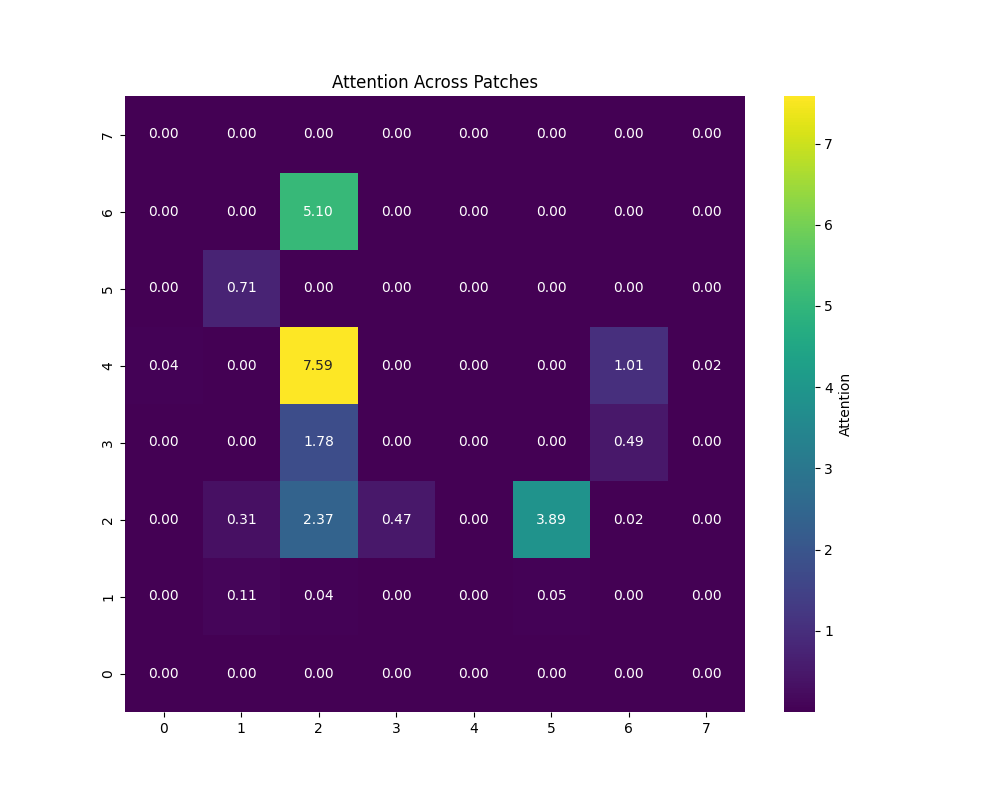 Attention Across Patches
7 0.00 0.00 0.00 0.00 0.00 0.00 0.00 0.00
6 0.00 0.00 5.10 0.00 0.00 0.00 0.00 0.00
5 0.00 0.71 0.00 0.00 0.00 0.00 0.00 0.00
4 0.04 0.00 7.59 0.00 0.00 0.00 1.01 0.02
3 0.00 0.00 1.78 0.00 0.00 0.00 0.49 0.00
2 0.00 0.31 2.37 0.47 0.00 3.89 0.02 0.00
1 0.00 0.11 0.04 0.00 0.00 0.05 0.00 0.00
0 0.00 0.00 0.00 0.00 0.00 0.00 0.00 0.00
0 1 2 3 4 5 6 7
7
6
5
4
3
2
1
Attention